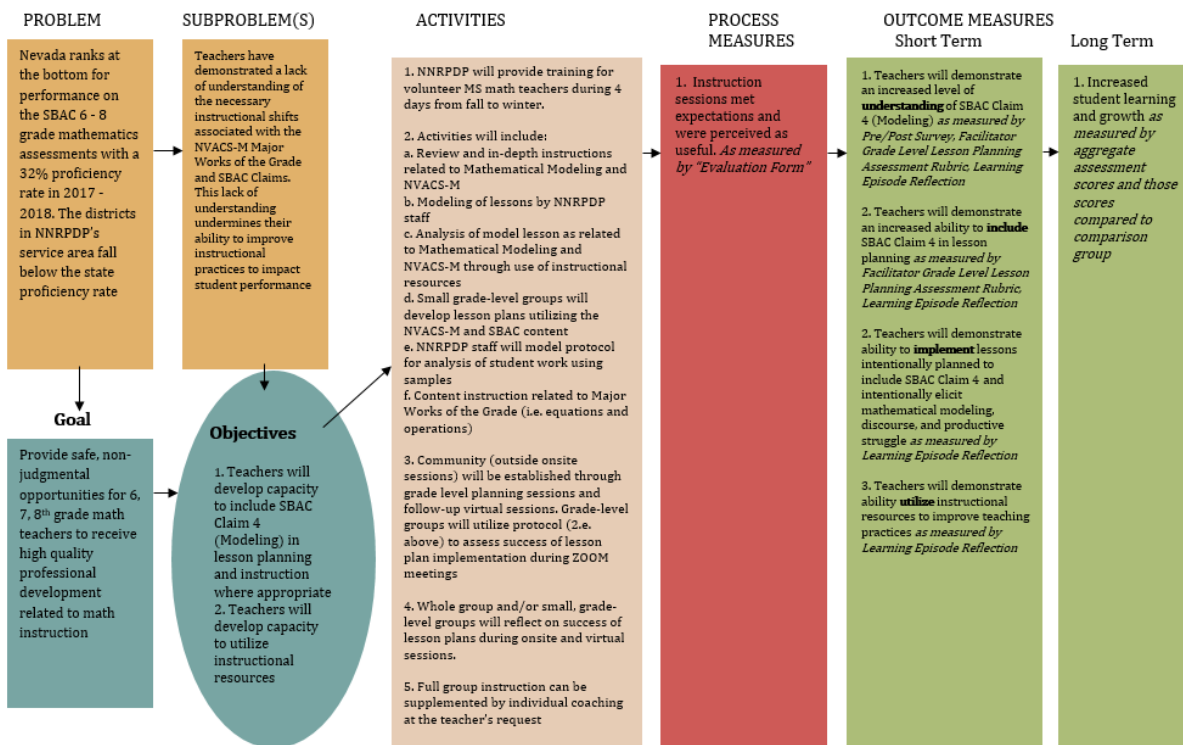 PROBLEM
Nevada ranks at
the bottom for
performance on
the SBAC 6 - 8
grade mathematics
assessments with a
32% proficiency
rate in 2017 -
2018. The districts
in NNRPDP's
service area fall
below the state
proficiency rate
Goal
Provide safe, non-
judgmental
opportunities for 6,
7, 8th grade math
teachers to receive
high quality
professional
development
related to math
instruction
SUBPROBLEM(S)
Teachers have
demonstrated a lack
of understanding of
the necessary
instructional shifts
associated with the
NVACS-M Major
Works of the Grade
and SBAC Claims.
This lack of
understanding
undermines their
ability to improve
instructional
practices to impact
student performance
Objectives
1. Teachers will
develop capacity
to include SBAC
Claim 4
(Modeling) in
lesson planning
and instruction
where appropriate
2. Teachers will
develop capacity
to utilize
instructional
resources
ACTIVITIES
1. NNRPDP will provide training for
volunteer MS math teachers during 4
days from fall to winter.
2. Activities will include:
a. Review and in-depth instructions
related to Mathematical Modeling and
NVACS-M
b. Modeling of lessons by NNRPDP
staff
c. Analysis of model lesson as related
to Mathematical Modeling and
NVACS-M through use of instructional
resources
d. Small grade-level groups will
develop lesson plans utilizing the
NVACS-M and SBAC content
e. NNRPDP staff will model protocol
for analysis of student work using
samples
f. Content instruction related to Major
Works of the Grade (i.e. equations and
operations)
3. Community (outside onsite
sessions) will be established through
grade level planning sessions and
follow-up virtual sessions. Grade-level
groups will utilize protocol (2.e.
above) to assess success of lesson
plan implementation during ZOOM
meetings
4. Whole group and/or small, grade-
level groups will reflect on success of
lesson plans during onsite and virtual
sessions.
5. Full group instruction can be
supplemented by individual coaching
at the teacher's request
PROCESS
MEASURES
1. Instruction
sessions met
expectations and
were perceived as
useful. As measured
by "Evaluation Form"
OUTCOME MEASURES
Short Term
1. Teachers will demonstrate
an increased level of
understanding of SBAC Claim
4 (Modeling) as measured by
Pre/Post Survey, Facilitator
Grade Level Lesson Planning
Assessment Rubric, Learning
Episode Reflection
2. Teachers will demonstrate
an increased ability to include
SBAC Claim 4 in lesson
planning as measured by
Facilitator Grade Level Lesson
Planning Assessment Rubric,
Learning Episode Reflection
2. Teachers will demonstrate
ability to implement lessons
intentionally planned to
include SBAC Claim 4 and
intentionally elicit
mathematical modeling,
discourse, and productive
struggle as measured by
Learning Episode Reflection
3. Teachers will demonstrate
ability utilize instructional
resources to improve teaching
practices as measured by
Learning Episode Reflection
Long Term
1. Increased
student learning
and growth as
measured by
aggregate
assessment
scores and those
scores
compared to
comparison
group